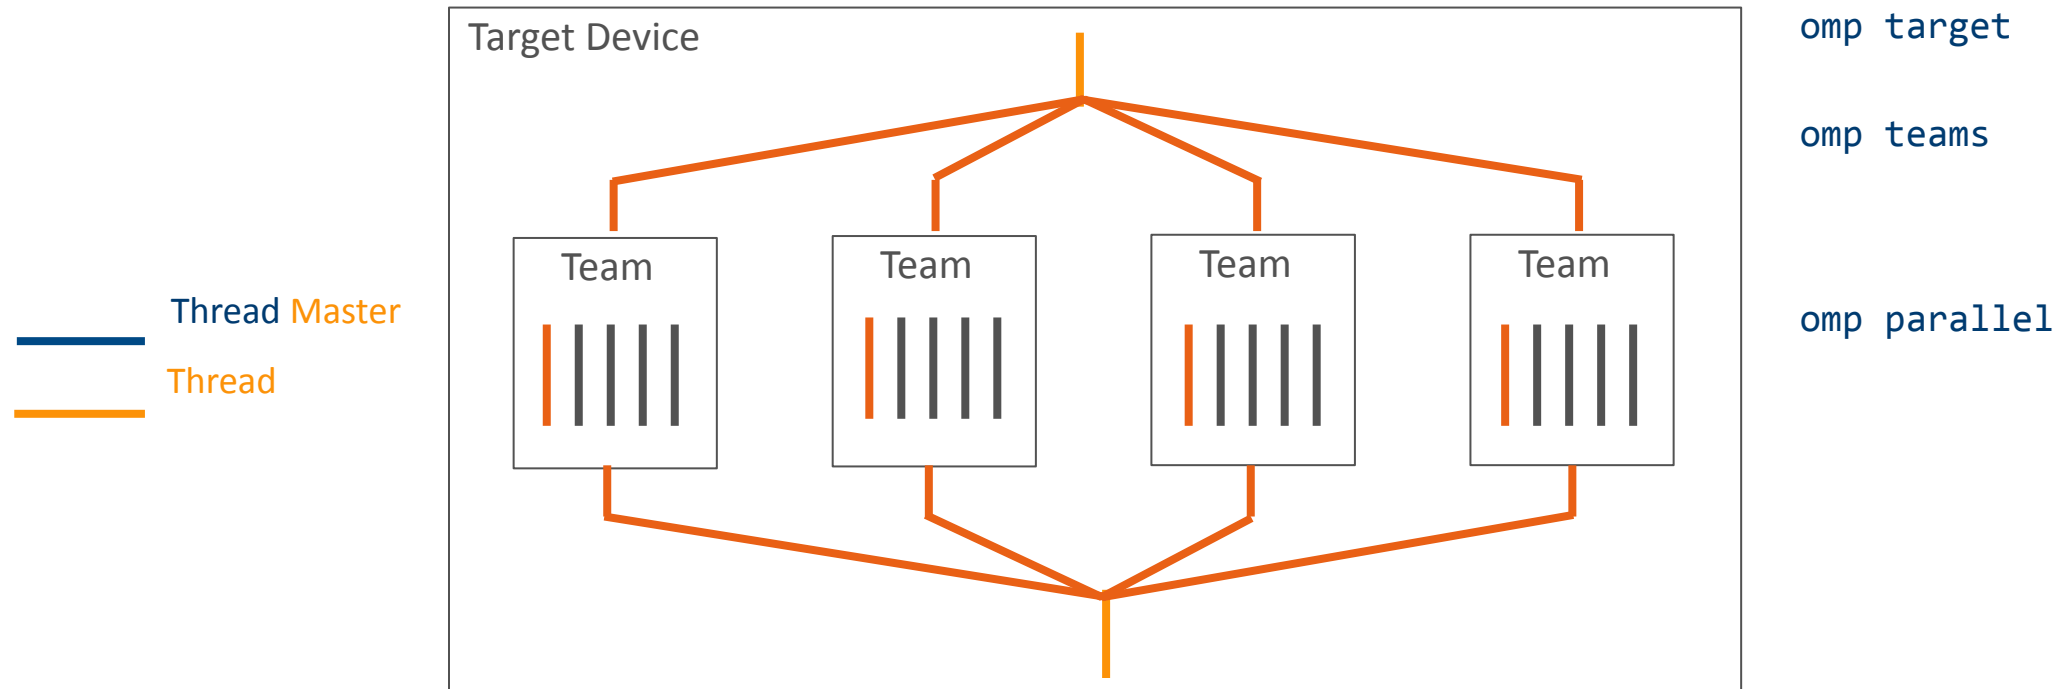 Target Device
omp target
omp teams
Team
Team
Team
Team
Thread Master
Thread
omp parallel